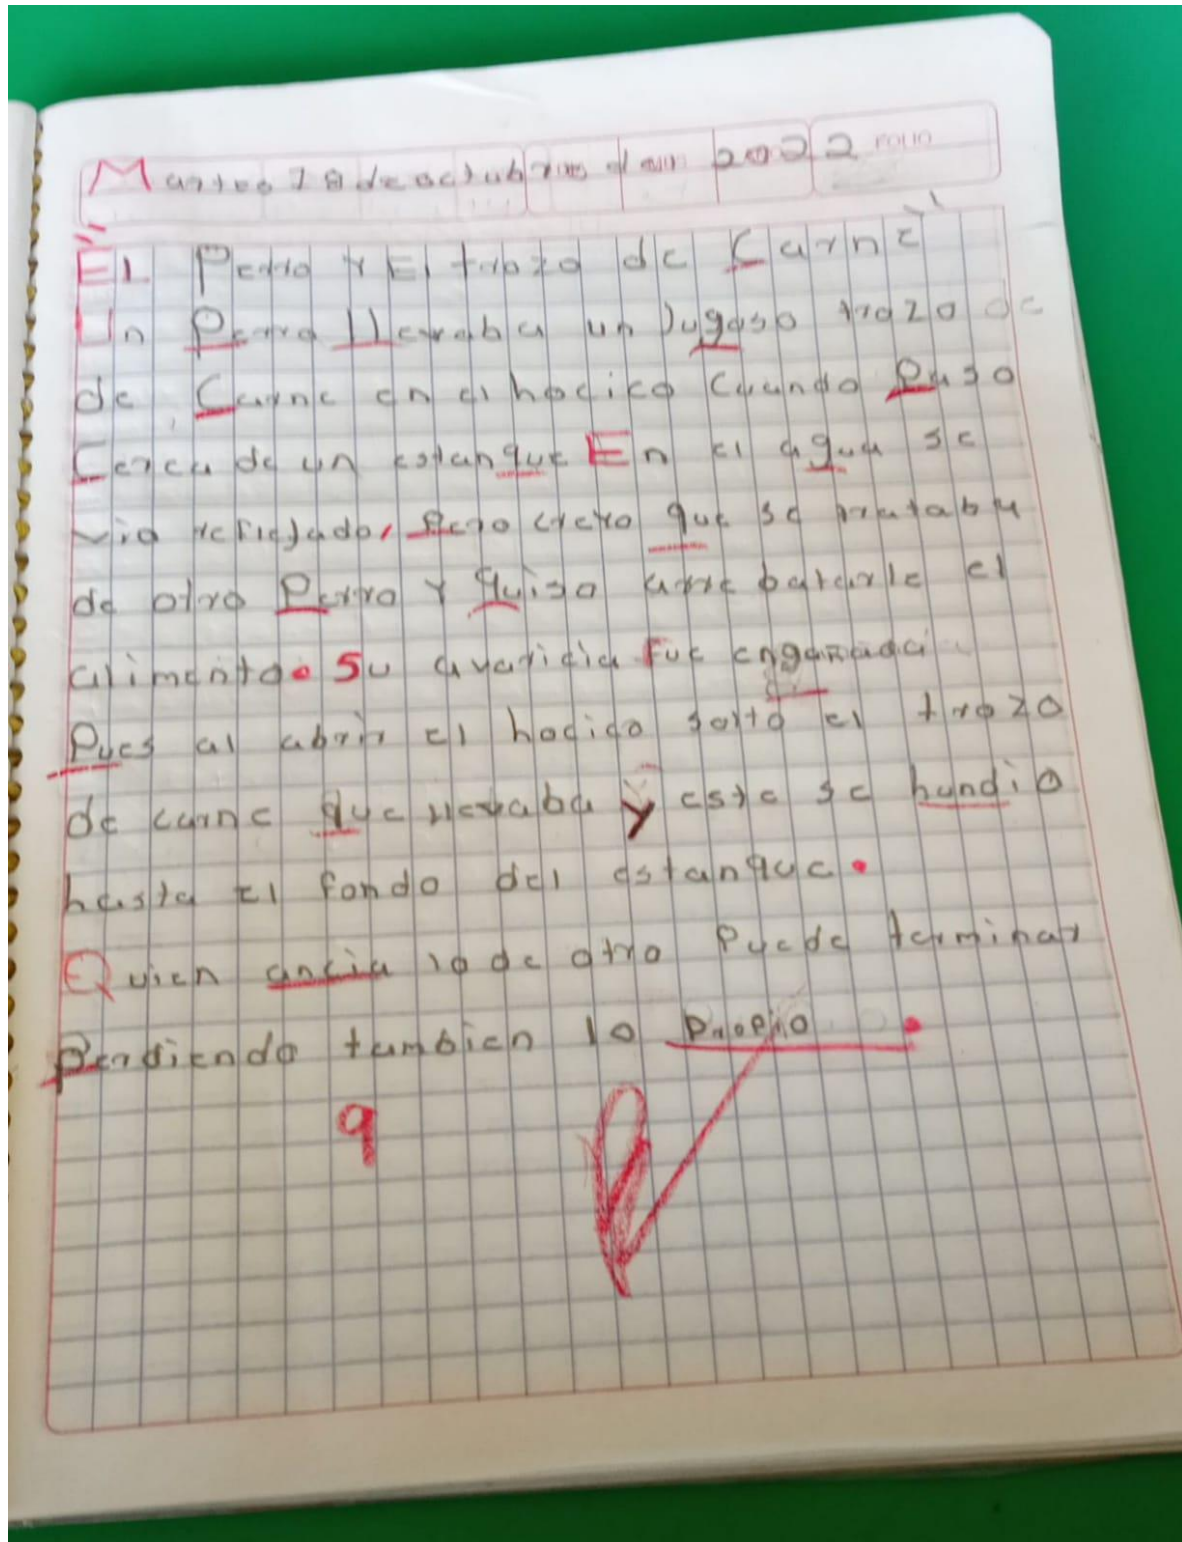 Martes 18 de octubre 2022
"El Perro Y El trozo de Carne"
Un Perro Llevaba un Jugoso trozo de
de Carne en el hocico Cuando Paso
Cerca de un estanque En el agua se
vio reflejado, Pero creyo que se trataba
de otro Perro Y quiso arre batarle el
alimento. Su avaricia Fue engañada
Pues al abrir el hocico solto el trozo
de carne que llevaba y este se hundio
hasta el fondo del estanque.
Quien ancia lo de otro Puede terminar
Perdiendo tambien lo Propio.
9